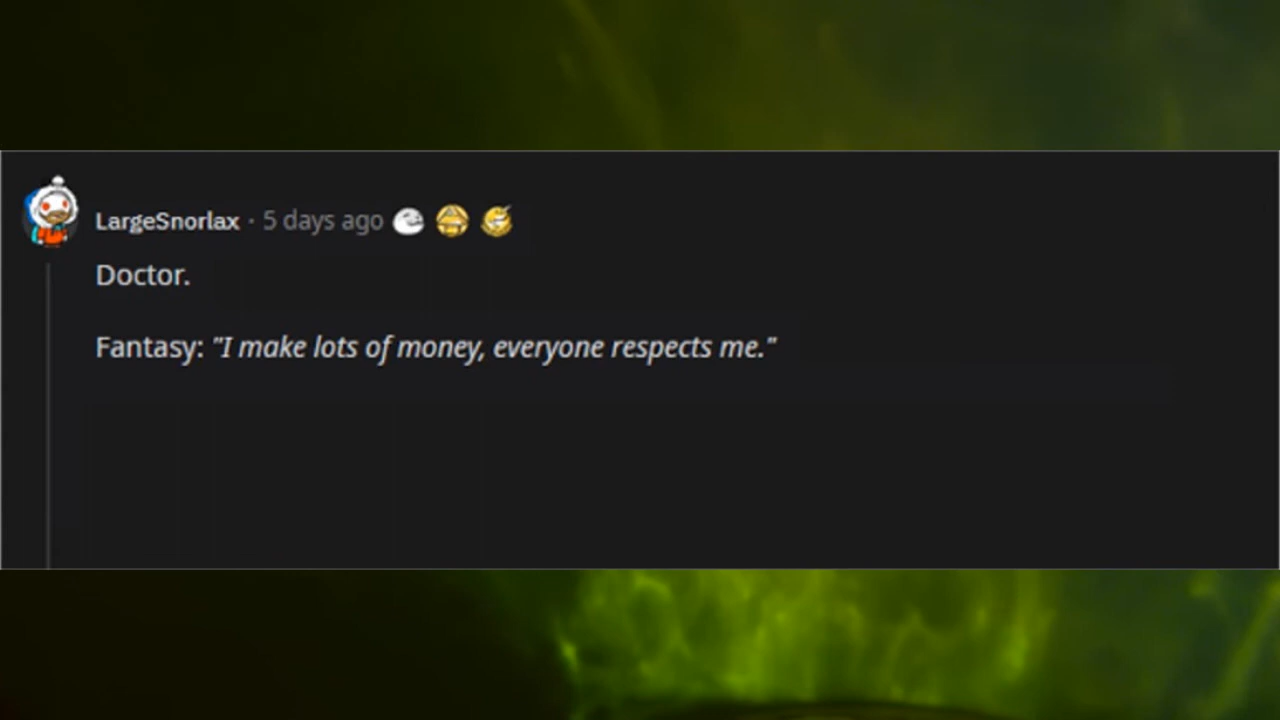 LargeSnorlax · 5 days ago
Doctor.
Fantasy: "I make lots of money, everyone respects me."